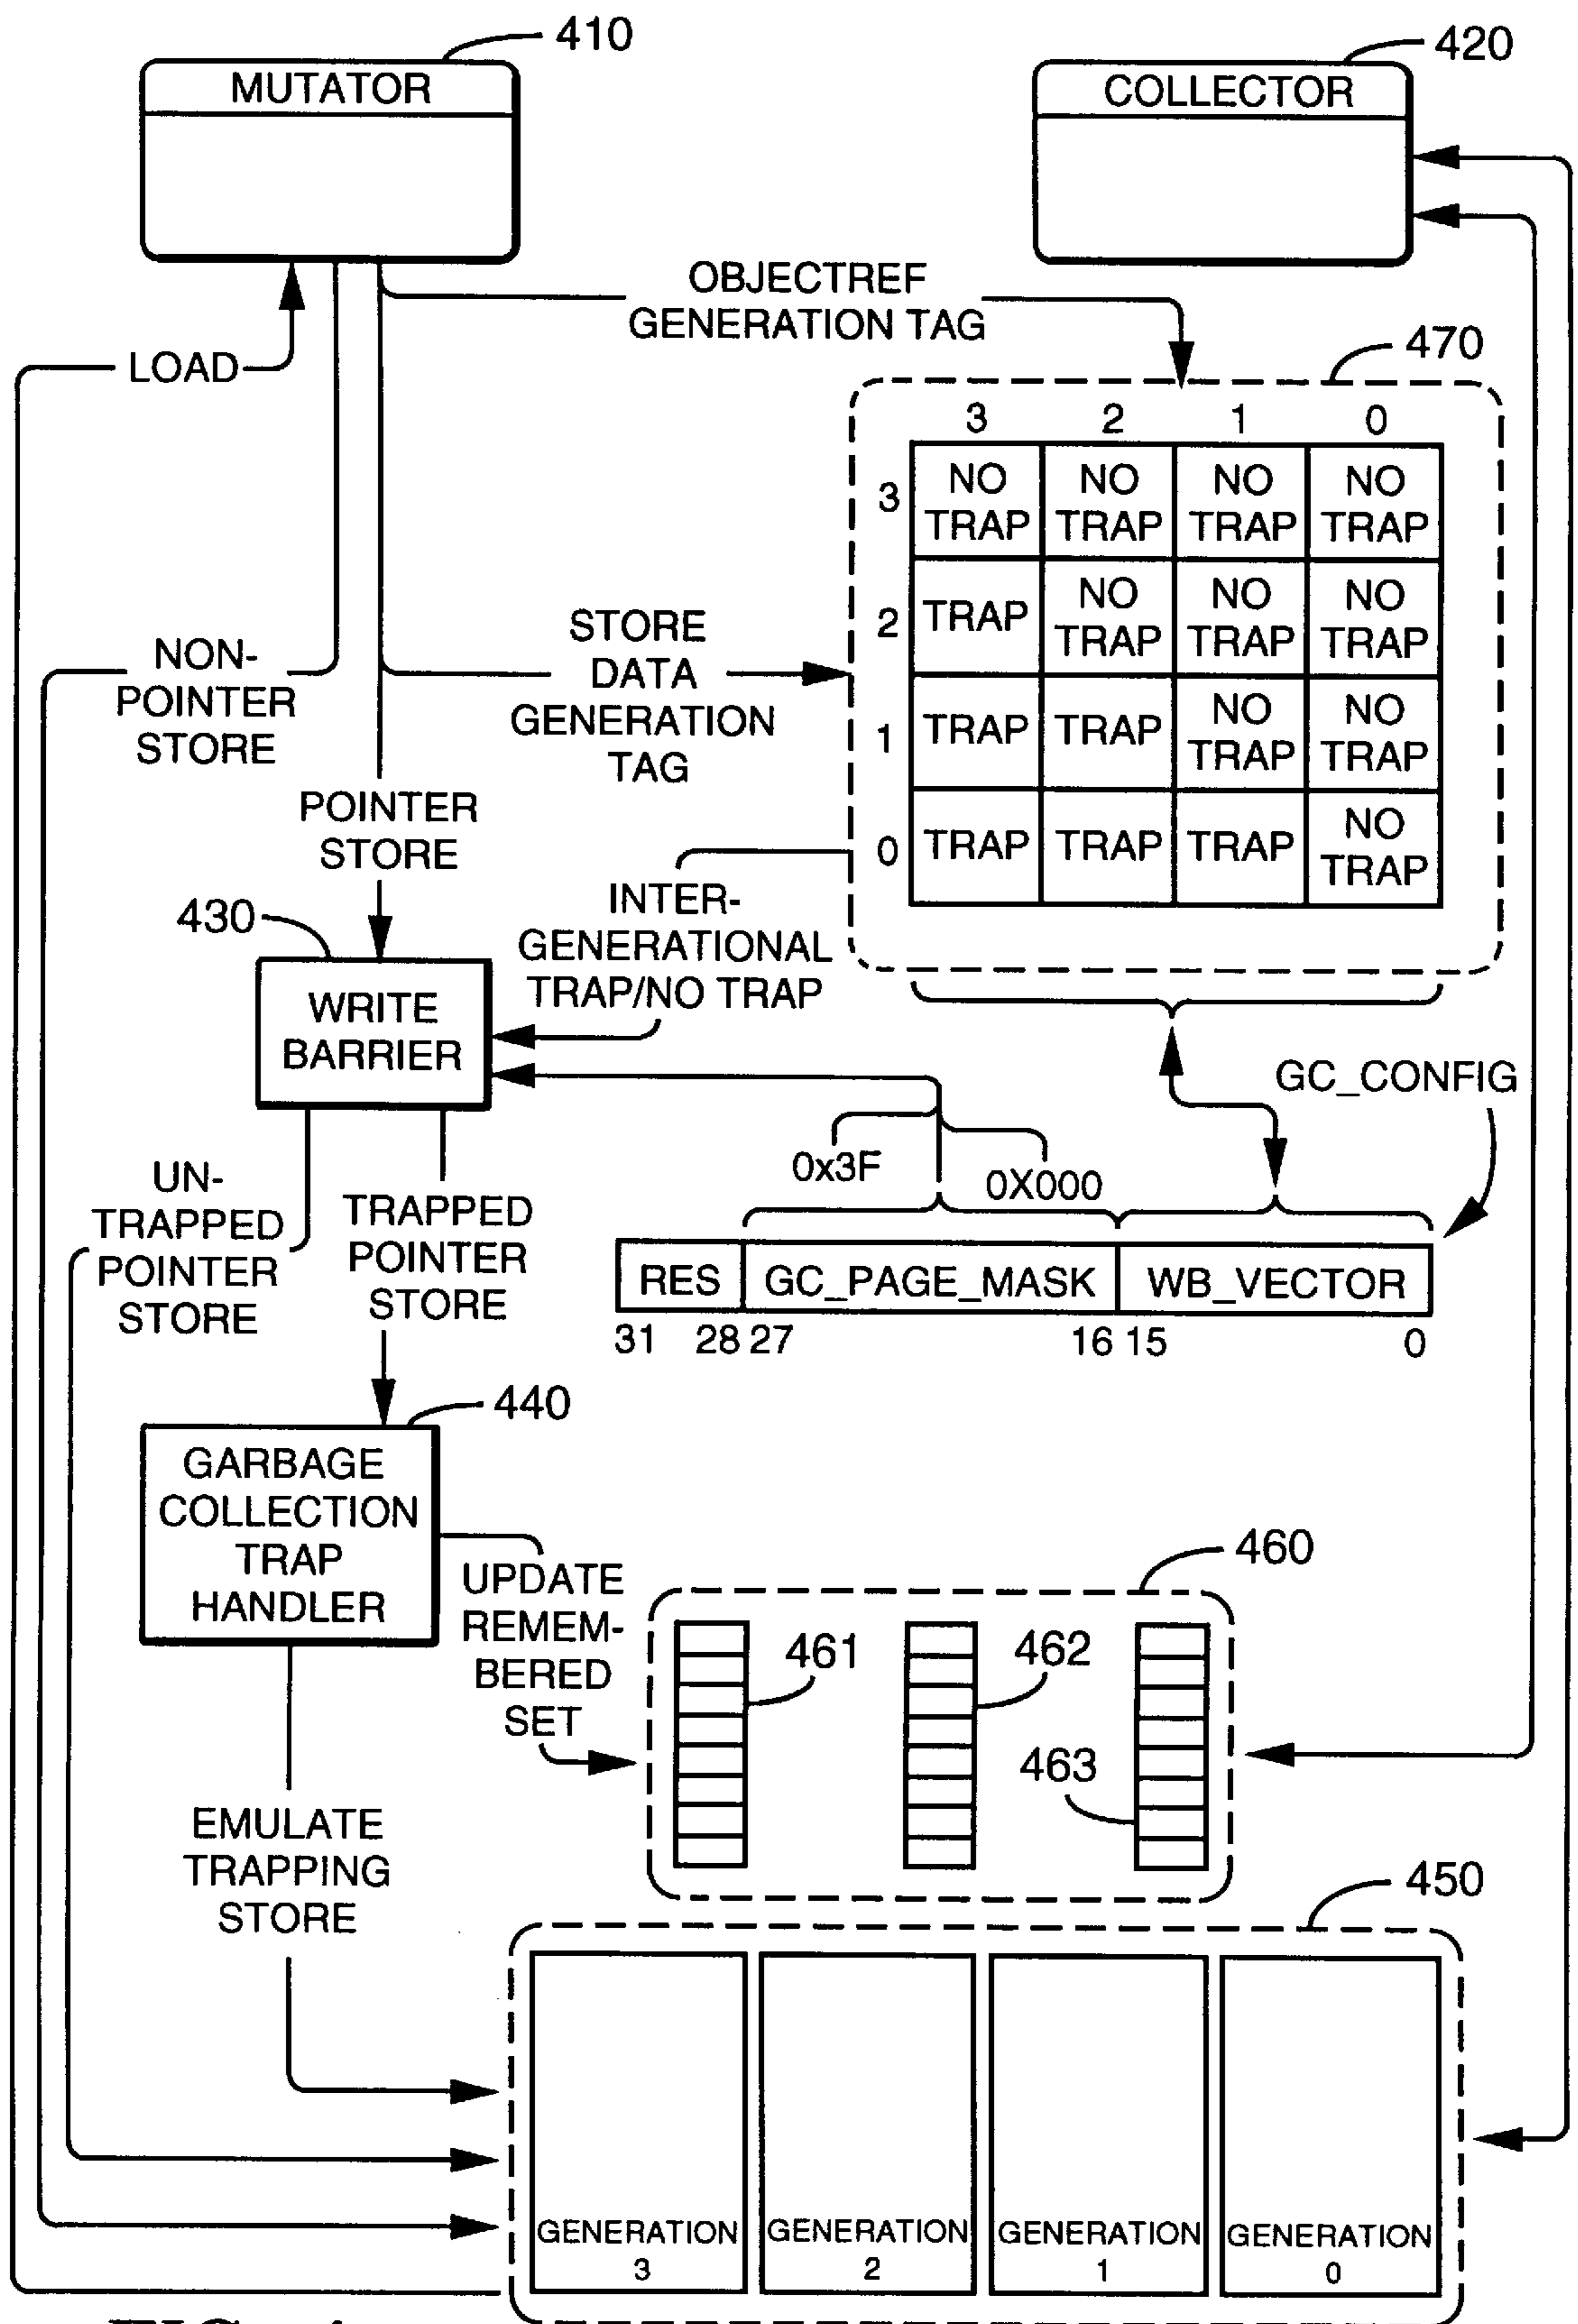 410
MUTATOR
420
COLLECTOR
OBJECTREF
GENERATION TAG
LOAD
470
3 2 1 0
3 NO TRAP NO TRAP NO TRAP NO TRAP
2 TRAP NO TRAP NO TRAP NO TRAP
1 TRAP TRAP NO TRAP NO TRAP
0 TRAP TRAP TRAP NO TRAP
STORE
DATA
GENERATION
TAG
NON-
POINTER
STORE
POINTER
STORE
INTER-
GENERATIONAL
TRAP/NO TRAP
430
WRITE
BARRIER
GC_CONFIG
0x3F
0X000
UN-
TRAPPED
POINTER
STORE
TRAPPED
POINTER
STORE
RES GC_PAGE_MASK WB_VECTOR
31 28 27 16 15 0
440
GARBAGE
COLLECTION
TRAP
HANDLER
UPDATE
REMEM-
BERED
SET
460
461
462
463
EMULATE
TRAPPING
STORE
450
GENERATION
3
GENERATION
2
GENERATION
1
GENERATION
0